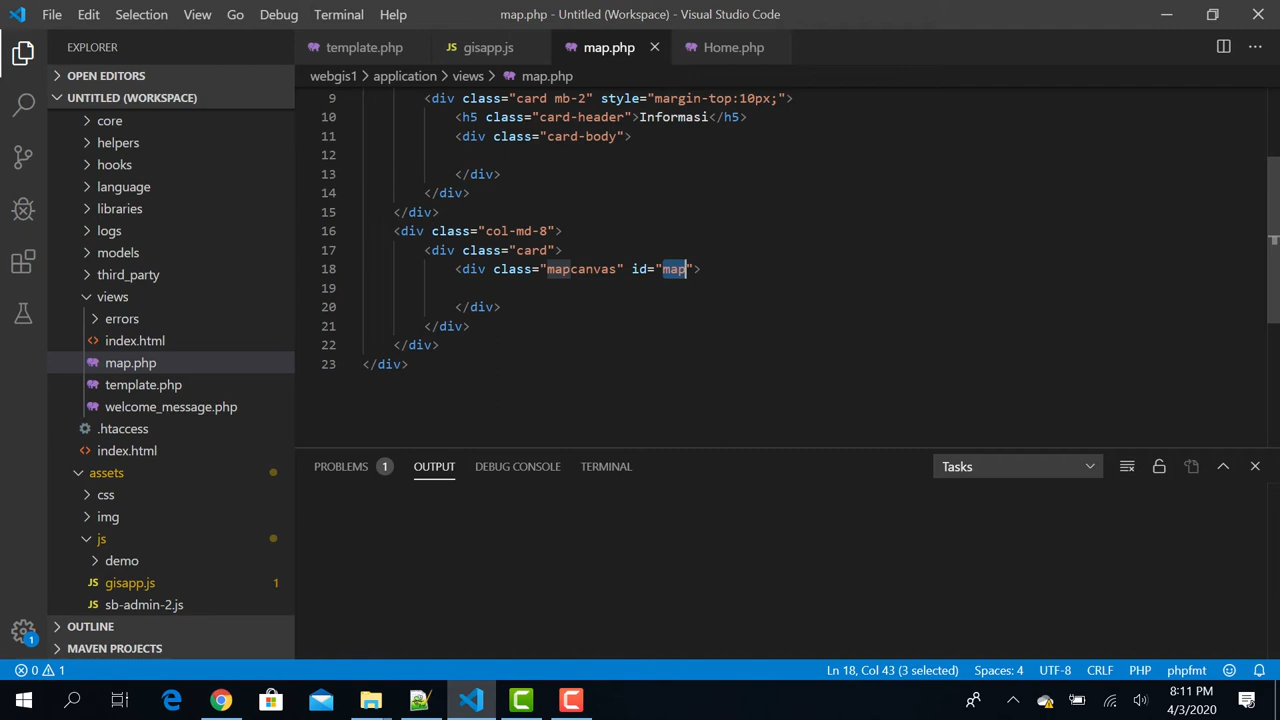 File Edit Selection View Go Debug Terminal Help
map.php - Untitled (Workspace) - Visual Studio Code
EXPLORER
OPEN EDITORS
UNTITLED (WORKSPACE)
core
helpers
hooks
language
libraries
logs
models
third_party
views
errors
index.html
map.php
template.php
welcome_message.php
.htaccess
index.html
assets
css
img
js
demo
JS gisapp.js 1
JS sb-admin-2.js
OUTLINE
MAVEN PROJECTS
template.php JS gisapp.js map.php Home.php
webgis1 > application > views > map.php
9 <div class="card mb-2" style="margin-top:10px;">
10 <h5 class="card-header">Informasi</h5>
11 <div class="card-body">
12
13 </div>
14 </div>
15 </div>
16 <div class="col-md-8">
17 <div class="card">
18 <div class="mapcanvas" id="map">
19
20 </div>
21 </div>
22 </div>
23 </div>
PROBLEMS 1 OUTPUT DEBUG CONSOLE TERMINAL Tasks
1
0 1 Ln 18, Col 43 (3 selected) Spaces: 4 UTF-8 CRLF PHP phpfmt
8:11 PM
4/3/2020